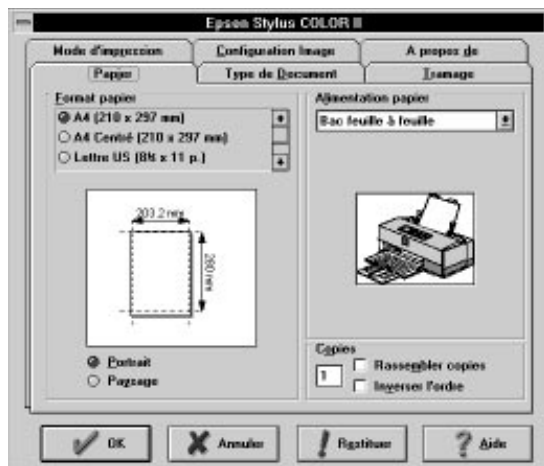 Epson Stylus COLOR II
Mode d'impression
Configuration Image
A propos de
Papier
Type de Document
Tramage
Format papier
A4 (210 x 297 mm)
A4 Centré (210 x 297 mm)
Lettre US (8½ x 11 p.)
203.2 mm
280 mm
Portrait
Paysage
Alimentation papier
Bac feuille à feuille
Copies
1
Rassembler copies
Inverser l'ordre
OK
Annuler
Restituer
Aide